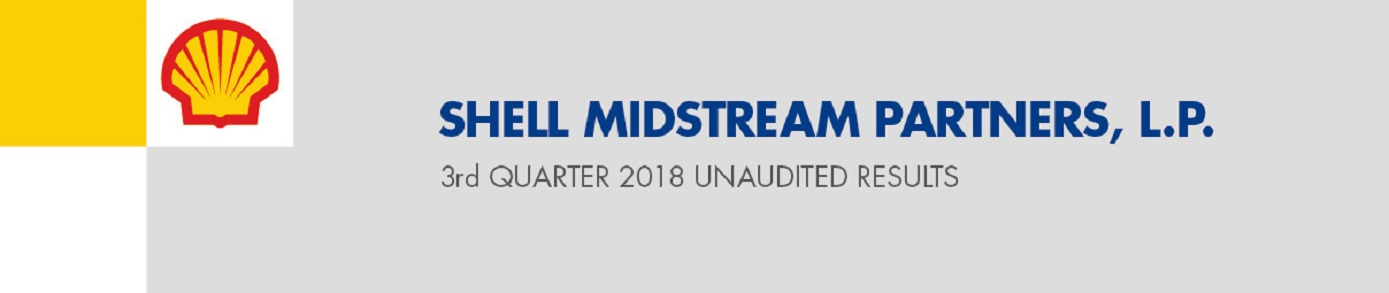 SHELL MIDSTREAM PARTNERS, L.P.
3rd QUARTER 2018 UNAUDITED RESULTS